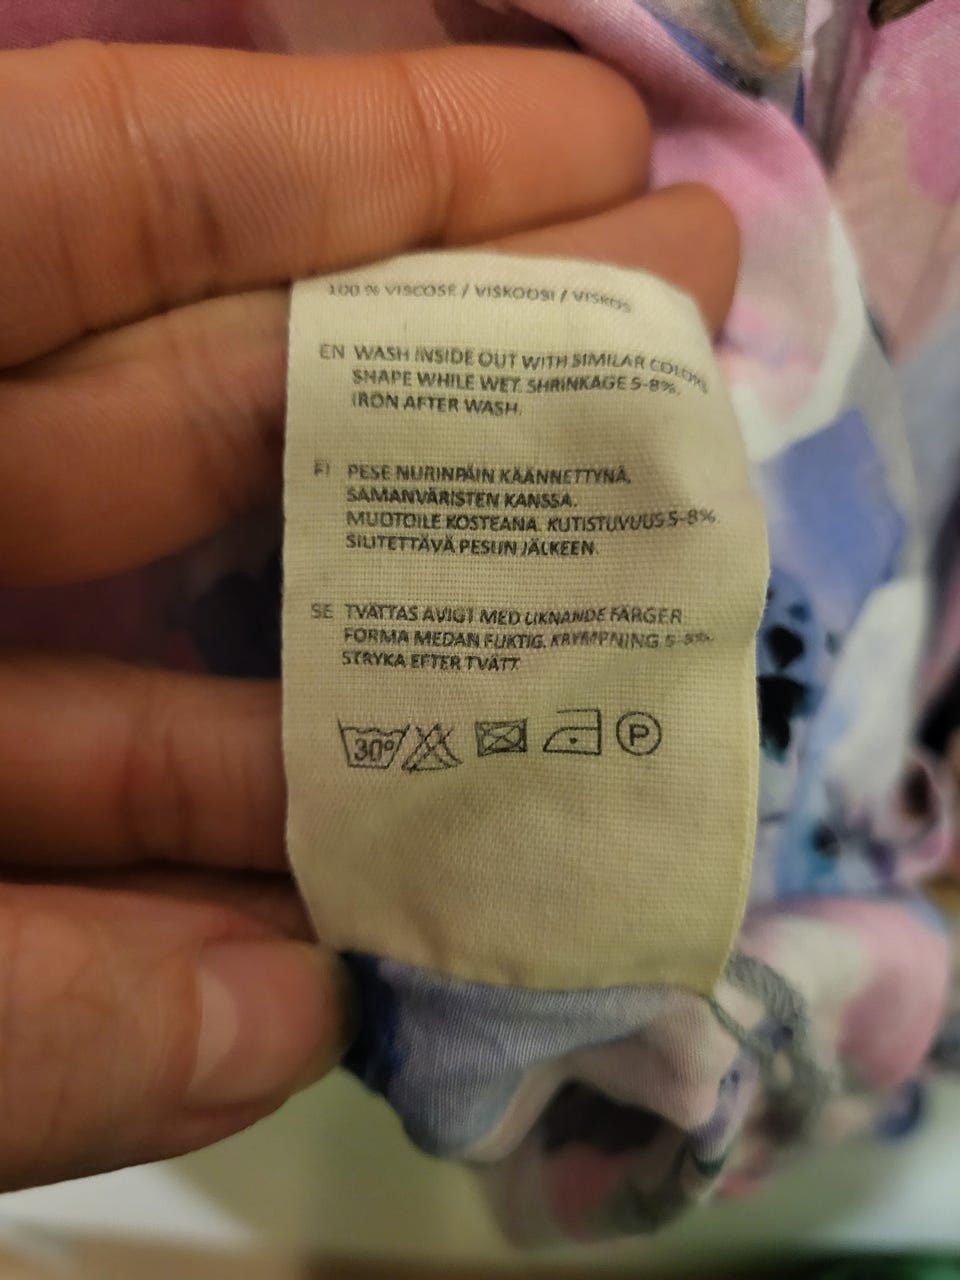 100 % VISCOSE / VISKOOSI / VISKOS
EN WASH INSIDE OUT WITH SIMILAR COLORS
SHAPE WHILE WET. SHRINKAGE 5-8%.
IRON AFTER WASH.
FI PESE NURINPÄIN KÄÄNNETTYNÄ,
SAMANVÄRISTEN KANSSA.
MUOTOILE KOSTEANA. KUTISTUVUUS 5-8%
SILITETTÄVÄ PESUN JÄLKEEN.
SE TVÄTTAS AVIGT MED LIKNANDE FÄRGER
FORMA MEDAN FUKTIG. KRYMPNING 5-8%.
STRYKA EFTER TVÄTT
30° P